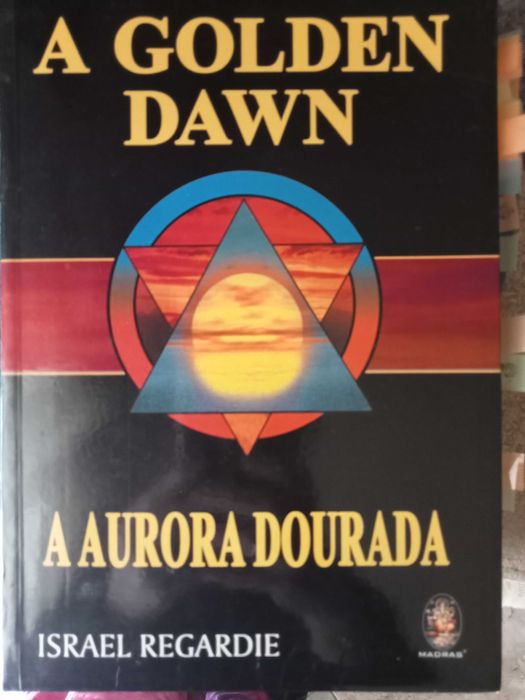 A GOLDEN
DAWN
A AURORA DOURADA
ISRAEL REGARDIE
MADRAS®